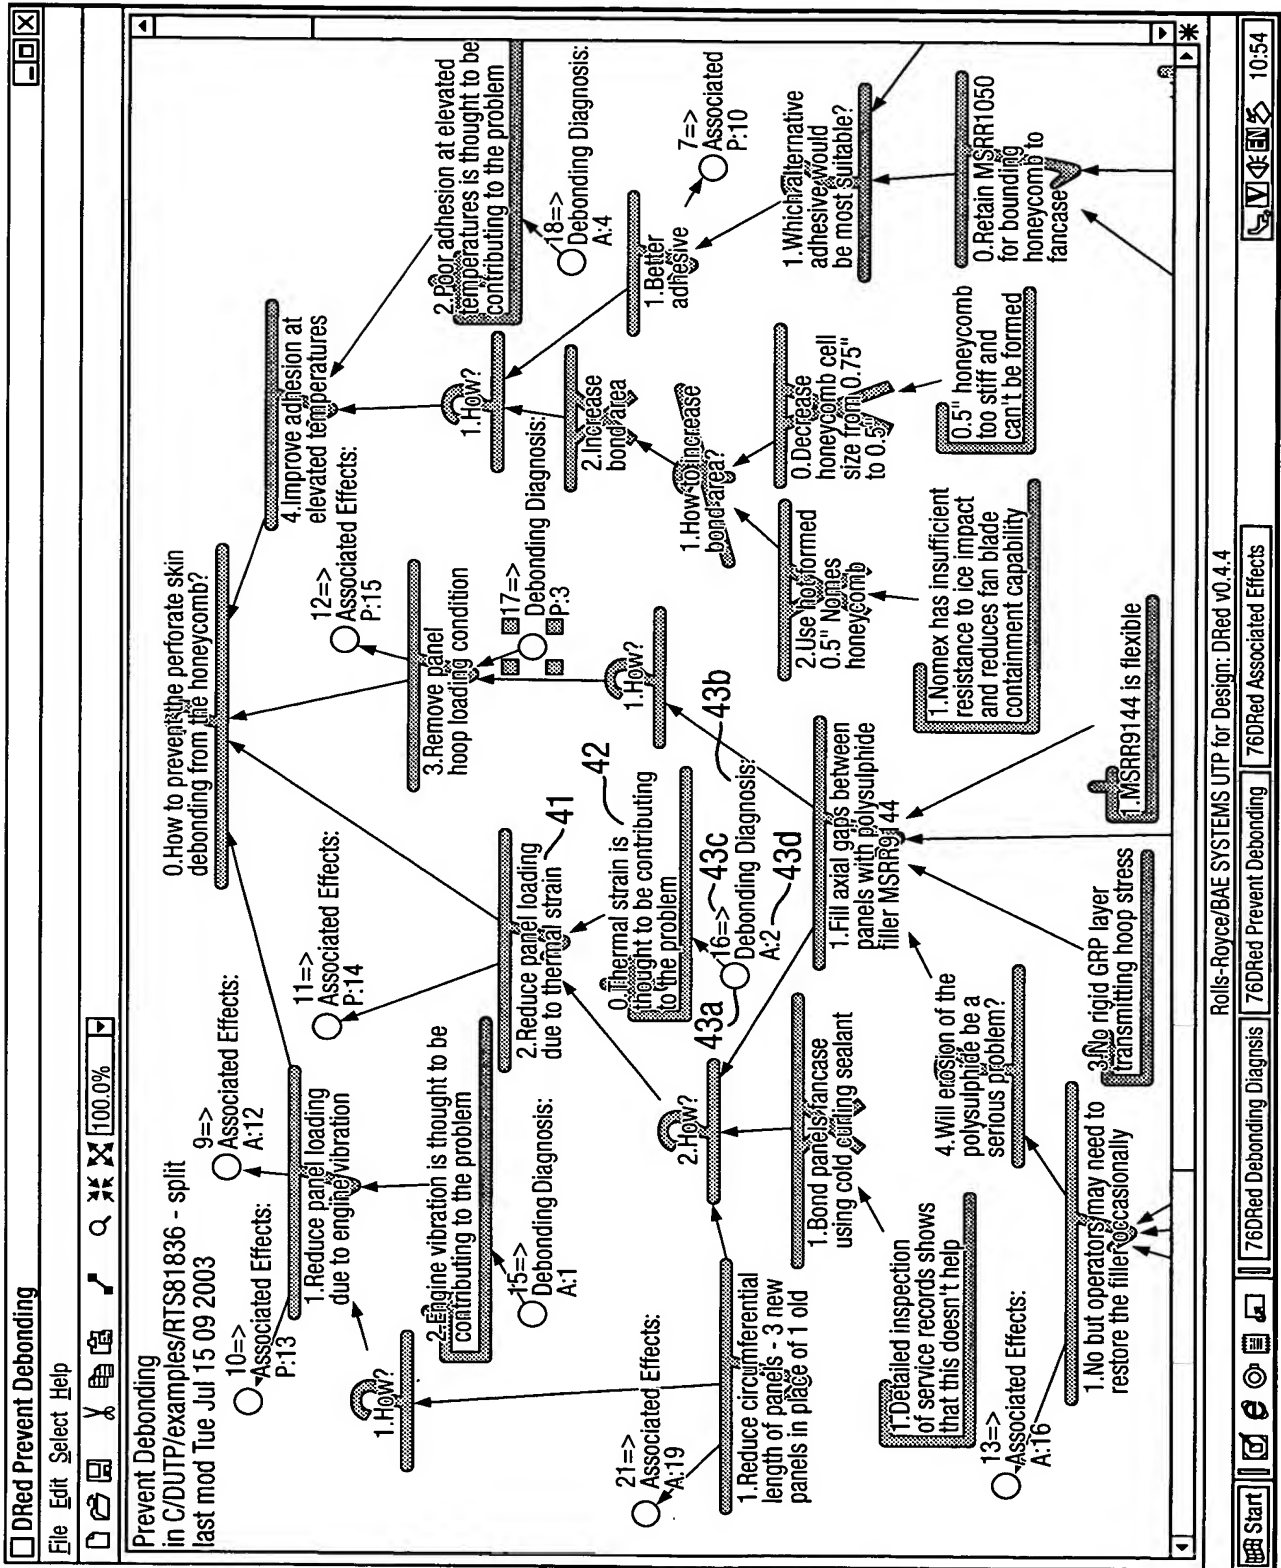 DRed Prevent Debonding
File Edit Select Help
100.0%
Prevent Debonding
in C/DUTP/examples/RTS81836 - split
last mod Tue Jul 15 09 2003
0.How to prevent the perforate skin
debonding from the honeycomb?
9=>
Associated Effects:
A:12
10=>
Associated Effects:
P:13
1.Reduce panel loading
due to engine vibration
11=>
Associated Effects:
P:14
12=>
Associated Effects:
P:15
4.Improve adhesion at
elevated temperatures
1.How?
2.Engine vibration is thought to be
contributing to the problem
15=>
Debonding Diagnosis:
A:1
2.Reduce panel loading
due to thermal strain
41
42
0.Thermal strain is
thought to be contributing
to the problem
43a
16=>
43c
Debonding Diagnosis:
43b
A:2
43d
3.Remove panel
hoop loading condition
17=>
Debonding Diagnosis:
P:3
1.How?
1.How?
2.Poor adhesion at elevated
temperatures is thought to be
contributing to the problem
18=>
Debonding Diagnosis:
A:4
2.Increase
bond area
1.Better
adhesive
7=>
Associated
P:10
21=>
Associated Effects:
A:19
1.Reduce circumferential
length of panels - 3 new
panels in place of 1 old
2.How?
1.How to increase
bond area?
1.Bond panels fancase
using cold curling sealant
1.Fill axial gaps between
panels with polysulphide
filler MSRR9144
2.Use hot formed
0.5" Nomes
honeycomb
0.Decrease
honeycomb cell
size from 0.75"
to 0.5"
1.Which alternative
adhesive would
be most suitable?
1.Detailed inspection
of service records shows
that this doesn't help
4.Will erosion of the
polysulphide be a
serious problem?
1.Nomex has insufficient
resistance to ice impact
and reduces fan blade
containment capability
0.5" honeycomb
too stiff and
can't be formed
0.Retain MSRR1050
for bounding
honeycomb to
fancase
13=>
Associated Effects:
A:16
1.No but operators may need to
restore the filler occasionally
3.No rigid GRP layer
transmitting hoop stress
1.MSRR9144 is flexible
Rolls-Royce/BAE SYSTEMS UTP for Design: DRed v0.4.4
Start
76DRed Debonding Diagnsis
76DRed Prevent Debonding
76DRed Associated Effects
EN
10:54